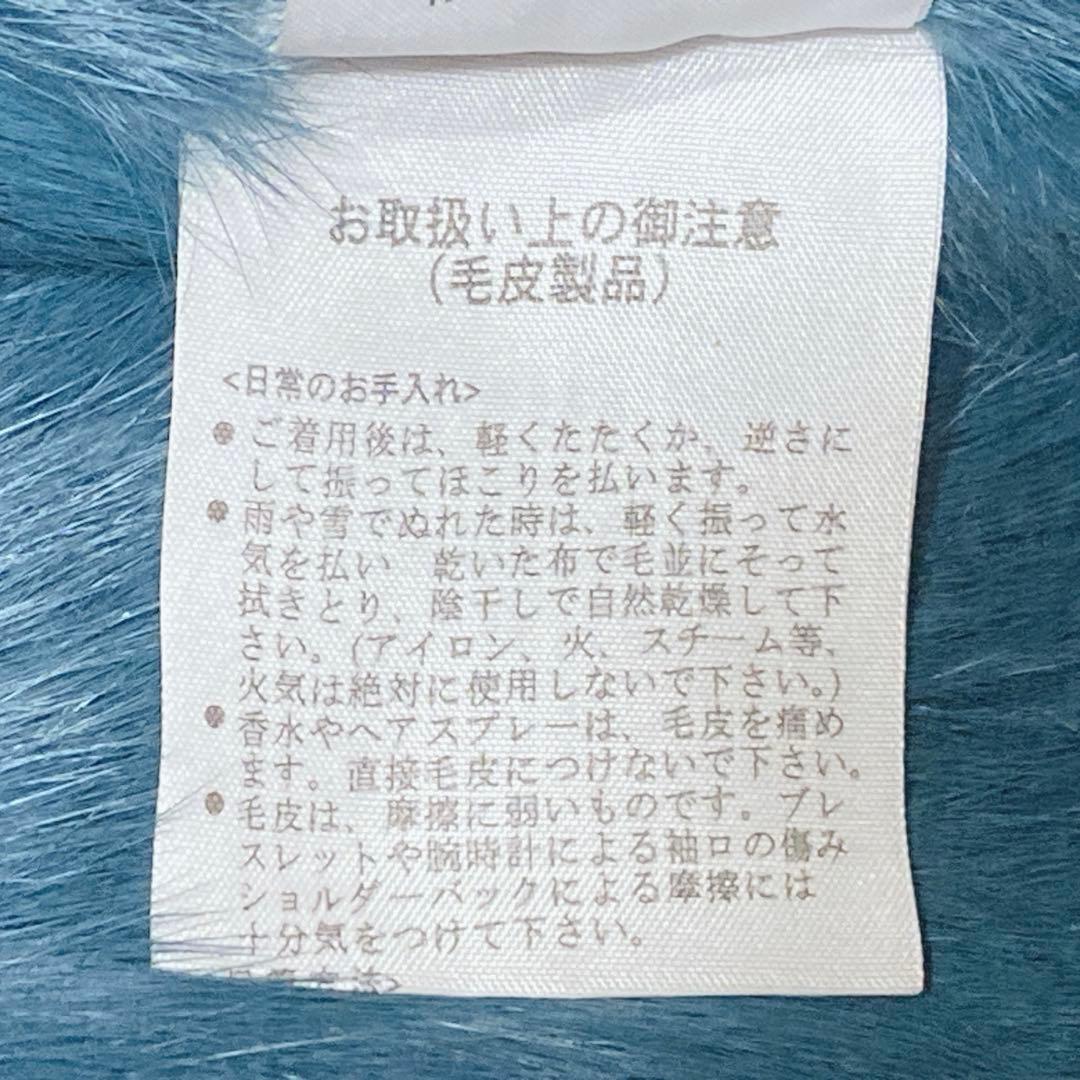 お取扱い上の御注意
(毛皮製品)
<日常のお手入れ>
● ご着用後は、軽くたたくか、逆さに
して振ってほこりを払います。
● 雨や雪でぬれた時は、軽く振って水
気を払い 乾いた布で毛並にそって
拭きとり、陰干しで自然乾燥して下
さい。(アイロン、火、スチーム等、
火気は絶対に使用しないで下さい。)
● 香水やヘアスプレーは、毛皮を痛め
ます。直接毛皮につけないで下さい。
● 毛皮は、摩擦に弱いものです。ブレ
スレットや腕時計による袖口の傷み
ショルダーバックによる摩擦には
十分気をつけて下さい。